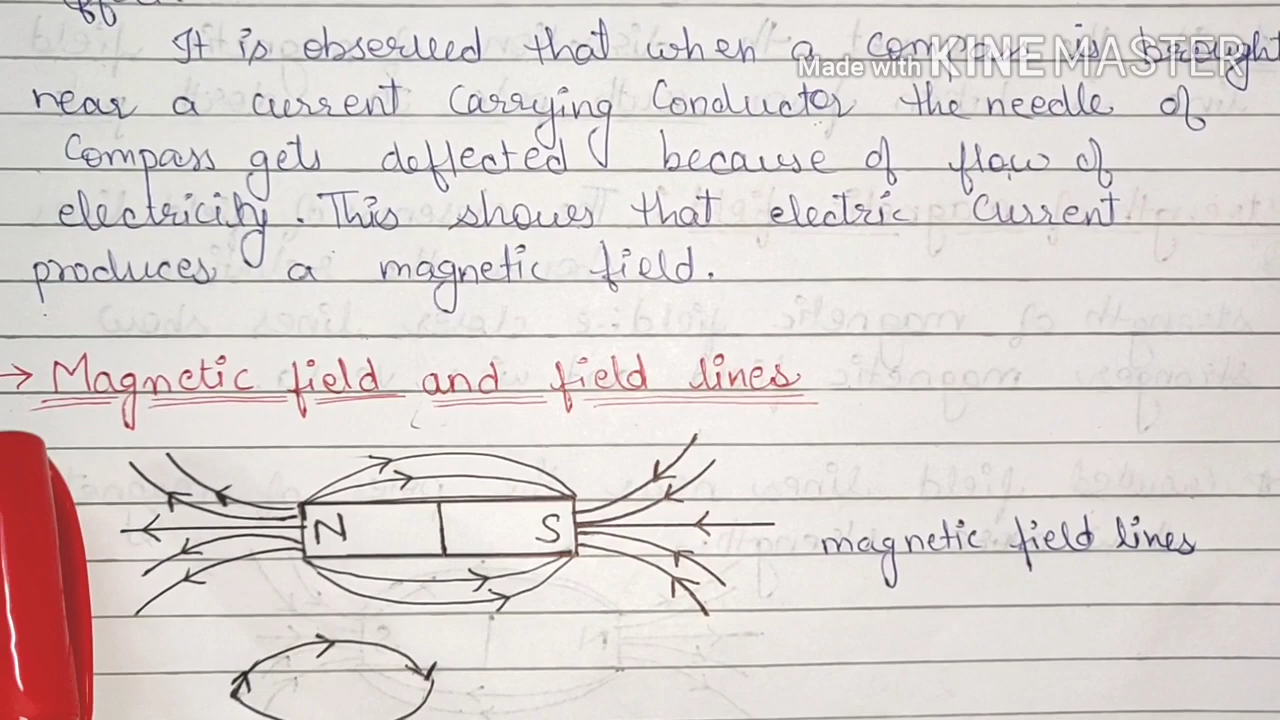 It is observed that when a compass is brought
Made with KINEMASTER
near a current carrying conductor the needle of
Compass gets deflected because of flow of
electricity. This shows that electric current
produces a magnetic field.
→ Magnetic field and field lines
N S
magnetic field lines